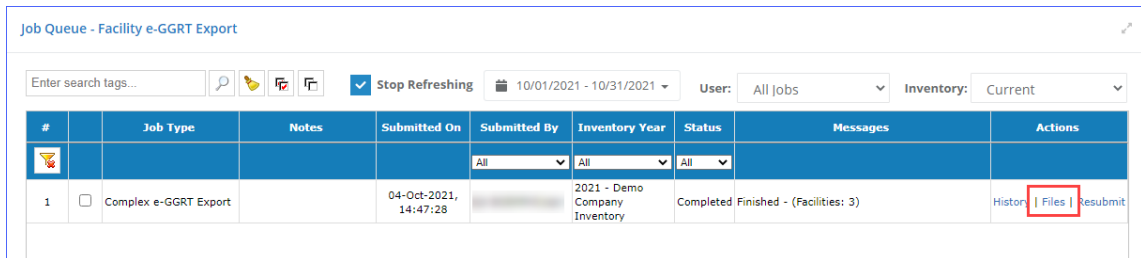 Job Queue - Facility e-GGRT Export
Enter search tags... Stop Refreshing 10/01/2021 - 10/31/2021 User: All Jobs Inventory: Current
# Job Type Notes Submitted On Submitted By Inventory Year Status Messages Actions
All All All
1 Complex e-GGRT Export 04-Oct-2021, 14:47:28 2021 - Demo Company Inventory Completed Finished - (Facilities: 3) History | Files | Resubmit